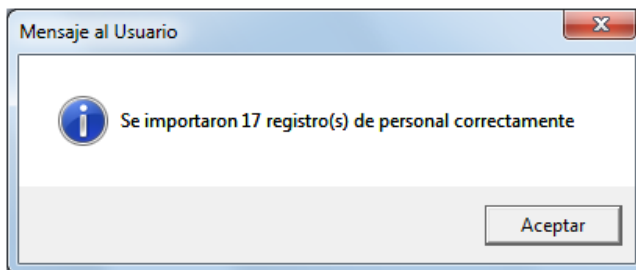 Mensaje al Usuario
Se importaron 17 registro(s) de personal correctamente
Aceptar